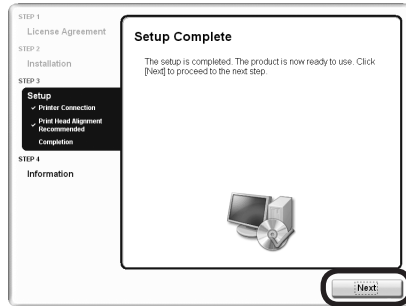 STEP 1
License Agreement
STEP 2
Installation
STEP 3
Setup
Printer Connection
Print Head Alignment
Recommended
Completion
STEP 4
Information
Setup Complete
The setup is completed. The product is now ready to use. Click
[Next] to proceed to the next step.
Next